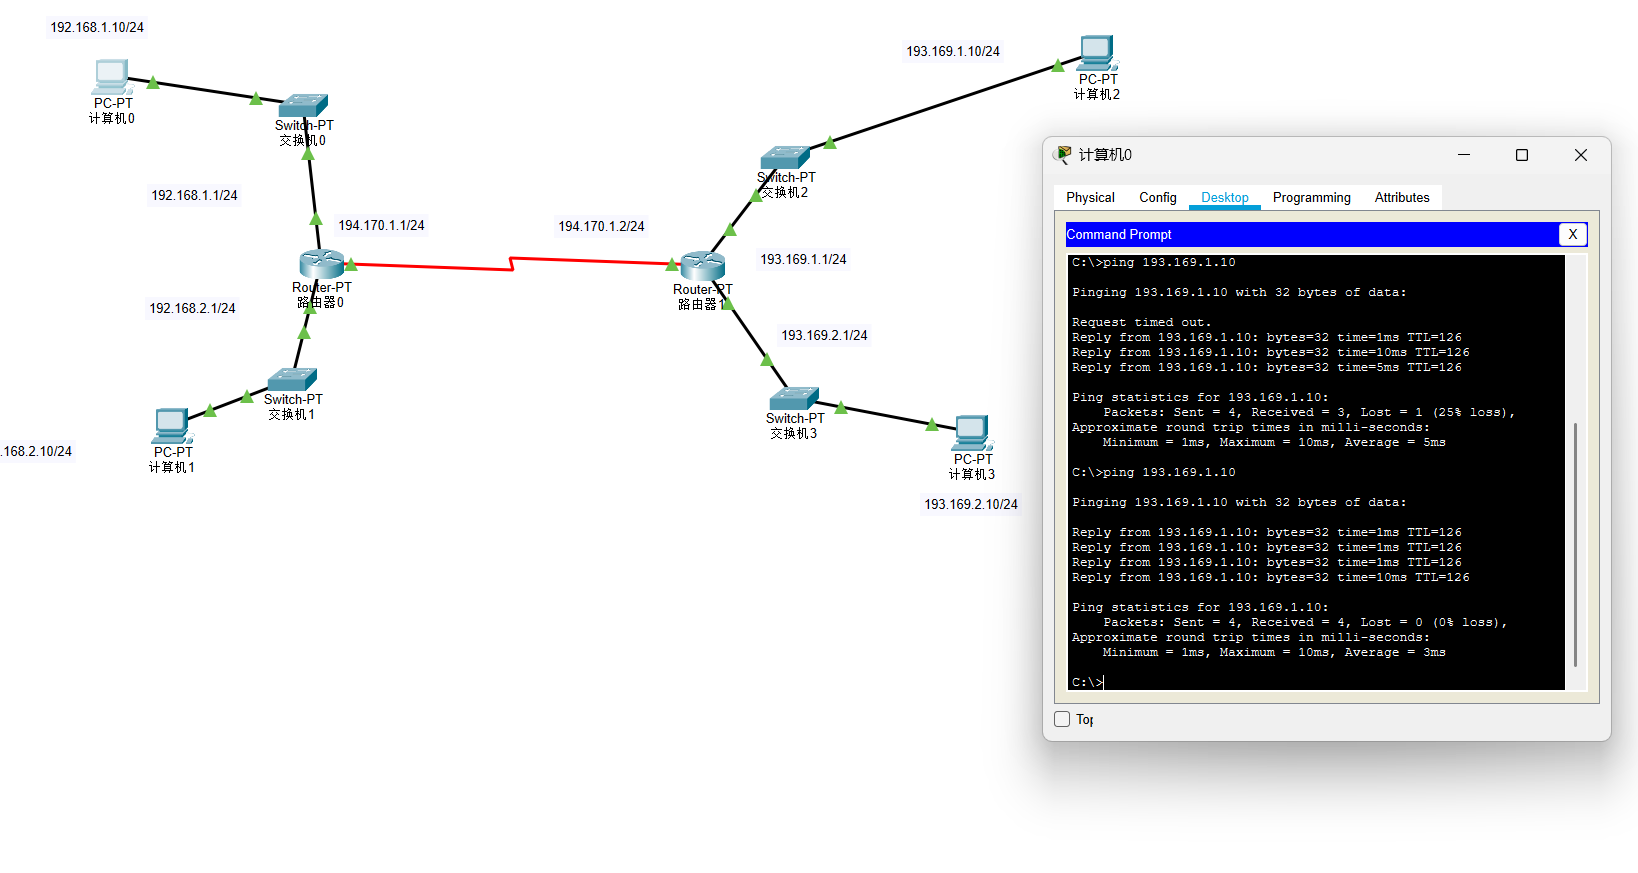 192.168.1.10/24
PC-PT
计算机0
Switch-PT
交换机0
192.168.1.1/24
194.170.1.1/24
194.170.1.2/24
Router-PT
路由器0
192.168.2.1/24
Switch-PT
交换机1
PC-PT
计算机1
.168.2.10/24
193.169.1.10/24
PC-PT
计算机2
Switch-PT
交换机2
193.169.1.1/24
Router-PT
路由器1
193.169.2.1/24
Switch-PT
交换机3
PC-PT
计算机3
193.169.2.10/24
计算机0
Physical Config Desktop Programming Attributes
Command Prompt X
C:\>ping 193.169.1.10
Pinging 193.169.1.10 with 32 bytes of data:
Request timed out.
Reply from 193.169.1.10: bytes=32 time=1ms TTL=126
Reply from 193.169.1.10: bytes=32 time=10ms TTL=126
Reply from 193.169.1.10: bytes=32 time=5ms TTL=126
Ping statistics for 193.169.1.10:
Packets: Sent = 4, Received = 3, Lost = 1 (25% loss),
Approximate round trip times in milli-seconds:
Minimum = 1ms, Maximum = 10ms, Average = 5ms
C:\>ping 193.169.1.10
Pinging 193.169.1.10 with 32 bytes of data:
Reply from 193.169.1.10: bytes=32 time=1ms TTL=126
Reply from 193.169.1.10: bytes=32 time=1ms TTL=126
Reply from 193.169.1.10: bytes=32 time=1ms TTL=126
Reply from 193.169.1.10: bytes=32 time=10ms TTL=126
Ping statistics for 193.169.1.10:
Packets: Sent = 4, Received = 4, Lost = 0 (0% loss),
Approximate round trip times in milli-seconds:
Minimum = 1ms, Maximum = 10ms, Average = 3ms
C:\>
Top